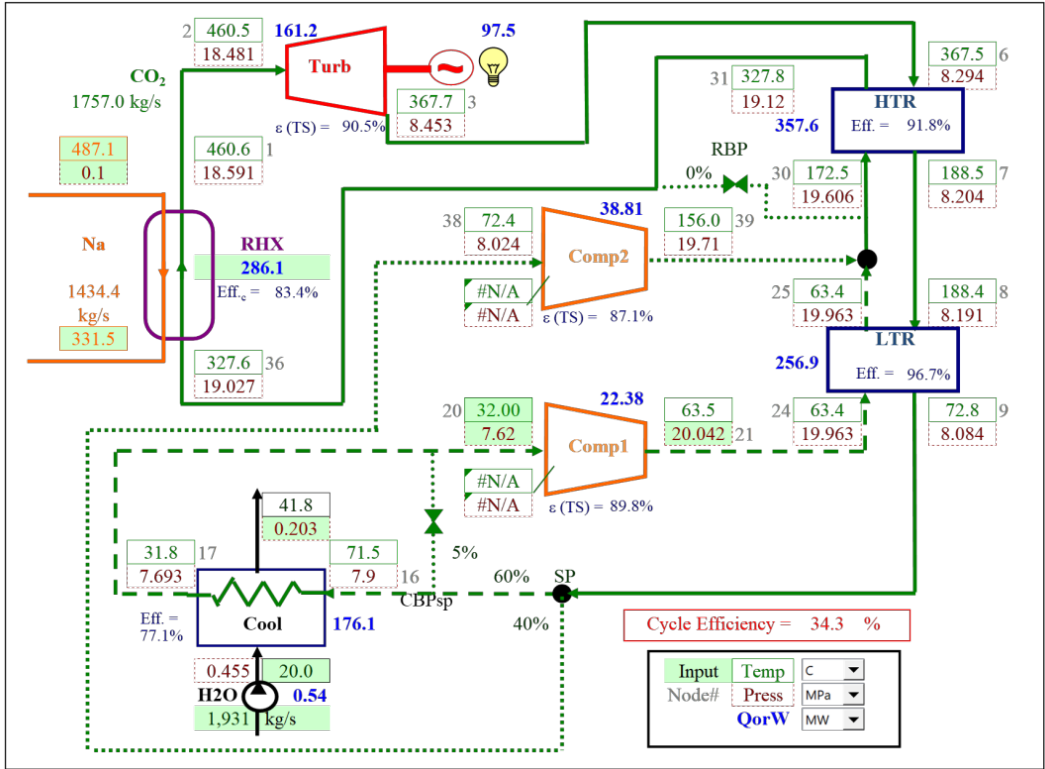 2 460.5 161.2 97.5 367.5 6
18.481 Turb ~ 31 327.8 8.294
CO₂ 19.12 HTR
1757.0 kg/s 367.7 3 357.6 Eff. = 91.8%
ε (TS) = 90.5% 8.453
487.1 460.6 1 RBP
0.1 18.591 0% 30 172.5 188.5 7
19.606 8.204
38 72.4 38.81 156.0 39
8.024 19.71
Na RHX Comp2
286.1 #N/A 25 63.4 188.4 8
1434.4 Eff.c = 83.4% #N/A 19.963 8.191
kg/s ε (TS) = 87.1% LTR
331.5 256.9 Eff. = 96.7%
327.6 36
19.027 22.38
20 32.00 63.5 24 63.4 72.8 9
7.62 Comp1 20.042 21 19.963 8.084
#N/A
#N/A
41.8 ε (TS) = 89.8%
0.203
31.8 17 71.5 5%
7.693 7.9 16 60% SP
CBPsp
Eff. = Cool 176.1 40%
77.1% Cycle Efficiency = 34.3 %
0.455 20.0 Input Temp C
H2O 0.54 Node# Press MPa
1,931 kg/s QorW MW